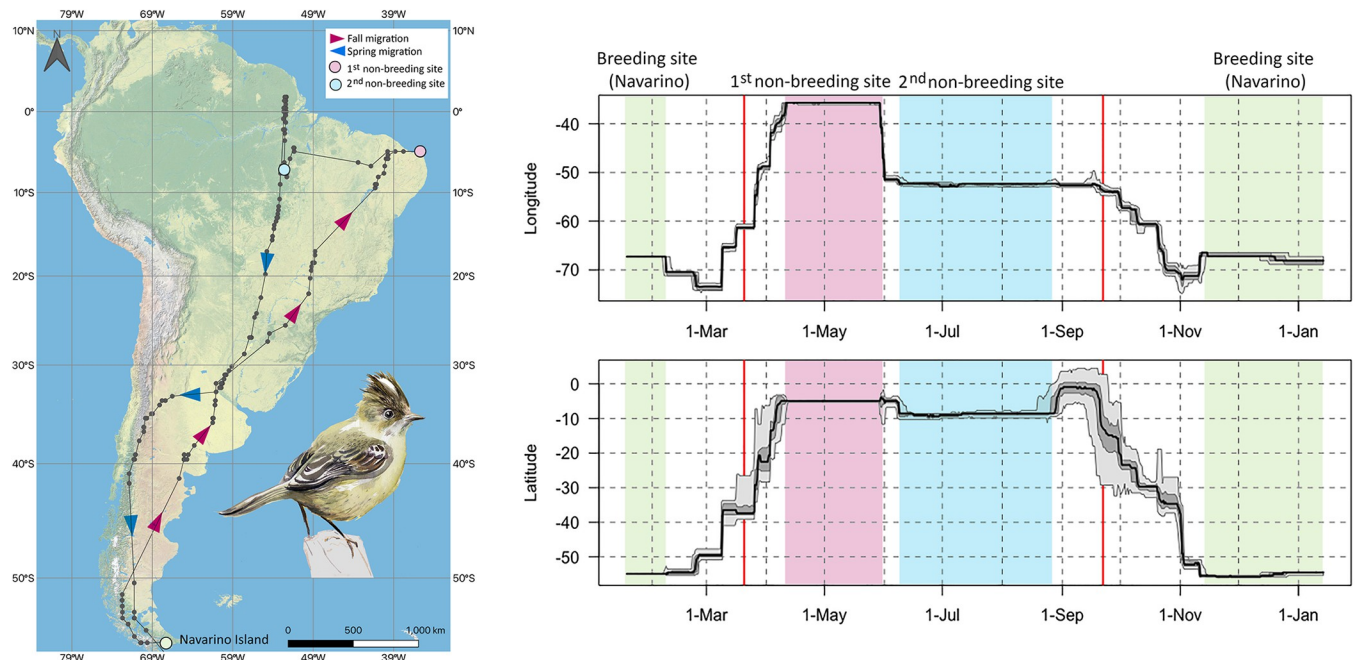 79°W 69°W 59°W 49°W 39°W
10°N 10°N
N
Fall migration
Spring migration
1st non-breeding site
2nd non-breeding site
0° 0°
10°S 10°S
20°S 20°S
30°S 30°S
40°S 40°S
50°S 50°S
Navarino Island
0 500 1,000 km
79°W 69°W 59°W 49°W 39°W
Breeding site
(Navarino)
1st non-breeding site
2nd non-breeding site
Breeding site
(Navarino)
Longitude
-40
-50
-60
-70
1-Mar 1-May 1-Jul 1-Sep 1-Nov 1-Jan
Latitude
0
-10
-20
-30
-40
-50
1-Mar 1-May 1-Jul 1-Sep 1-Nov 1-Jan